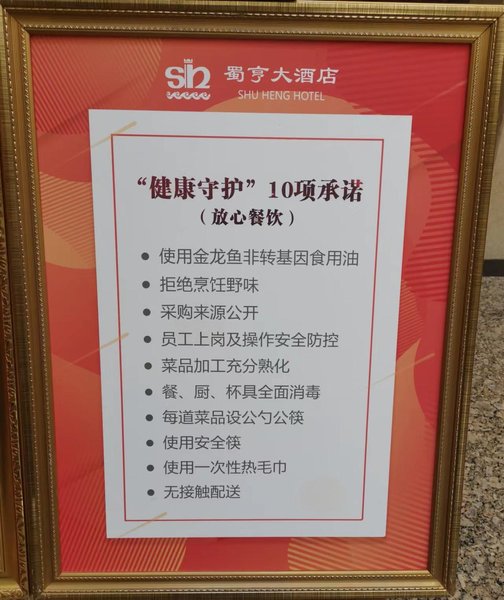 sh 蜀亨大酒店
SHU HENG HOTEL
“健康守护”10项承诺
（放心餐饮）
● 使用金龙鱼非转基因食用油
● 拒绝烹饪野味
● 采购来源公开
● 员工上岗及操作安全防控
● 菜品加工充分熟化
● 餐、厨、杯具全面消毒
● 每道菜品设公勺公筷
● 使用安全筷
● 使用一次性热毛巾
● 无接触配送